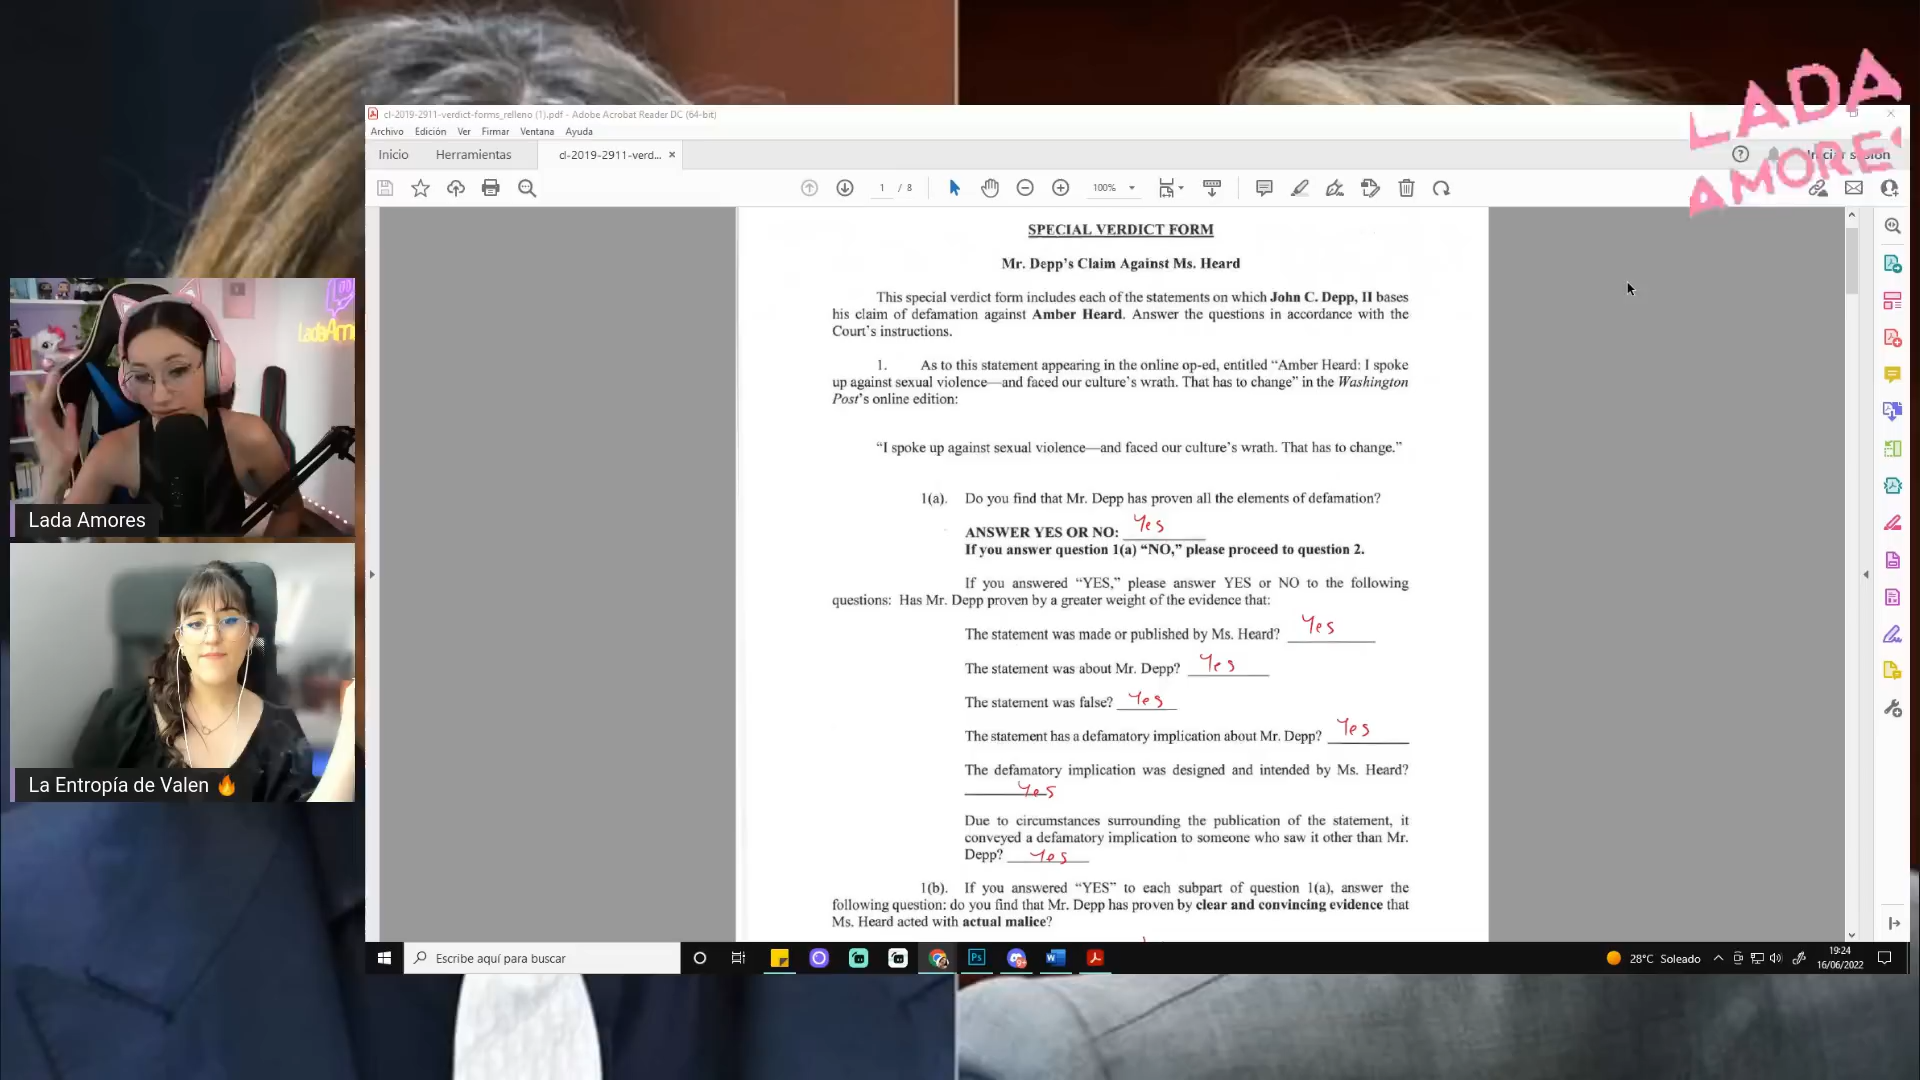 LADA
AMORES
cl-2019-2911-verdict-forms_relleno (1).pdf - Adobe Acrobat Reader DC (64-bit)
Archivo Edición Ver Firmar Ventana Ayuda
Inicio Herramientas cl-2019-2911-verd... ×
Iniciar sesión
1 / 8 100%
SPECIAL VERDICT FORM
Mr. Depp's Claim Against Ms. Heard
This special verdict form includes each of the statements on which John C. Depp, II bases
his claim of defamation against Amber Heard. Answer the questions in accordance with the
Court's instructions.
1. As to this statement appearing in the online op-ed, entitled “Amber Heard: I spoke
up against sexual violence—and faced our culture's wrath. That has to change” in the Washington
Post's online edition:
“I spoke up against sexual violence—and faced our culture's wrath. That has to change.”
1(a). Do you find that Mr. Depp has proven all the elements of defamation?
ANSWER YES OR NO: Yes
If you answer question 1(a) “NO,” please proceed to question 2.
If you answered “YES,” please answer YES or NO to the following
questions: Has Mr. Depp proven by a greater weight of the evidence that:
The statement was made or published by Ms. Heard? Yes
The statement was about Mr. Depp? Yes
The statement was false? Yes
The statement has a defamatory implication about Mr. Depp? Yes
The defamatory implication was designed and intended by Ms. Heard?
Yes
Due to circumstances surrounding the publication of the statement, it
conveyed a defamatory implication to someone who saw it other than Mr.
Depp? Yes
1(b). If you answered “YES” to each subpart of question 1(a), answer the
following question: do you find that Mr. Depp has proven by clear and convincing evidence that
Ms. Heard acted with actual malice?
LadaAm
Lada Amores
La Entropía de Valen 🔥
Escribe aquí para buscar
Ps
W
28°C Soleado
19:24
16/06/2022